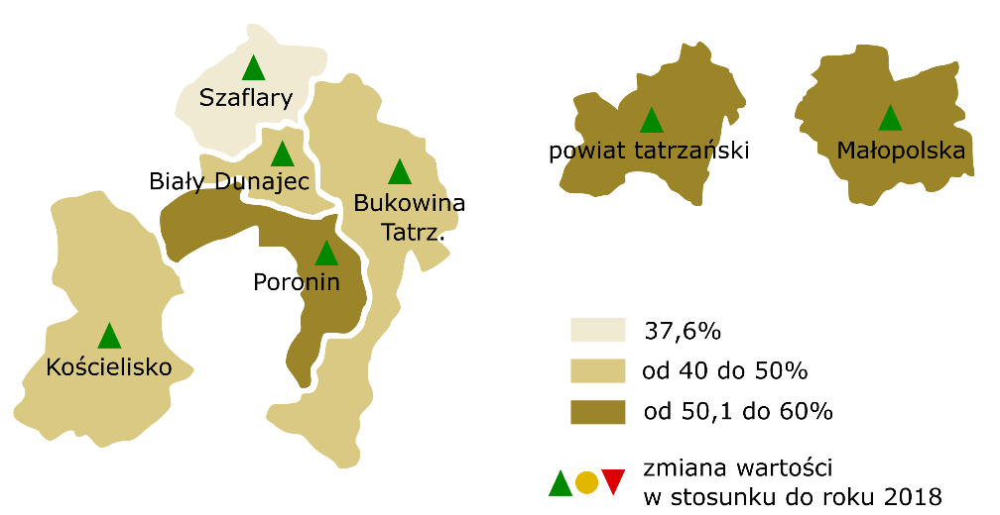 Szaflary
Biały Dunajec
Bukowina
Tatrz.
Poronin
Kościelisko
powiat tatrzański
Małopolska
37,6%
od 40 do 50%
od 50,1 do 60%
zmiana wartości
w stosunku do roku 2018